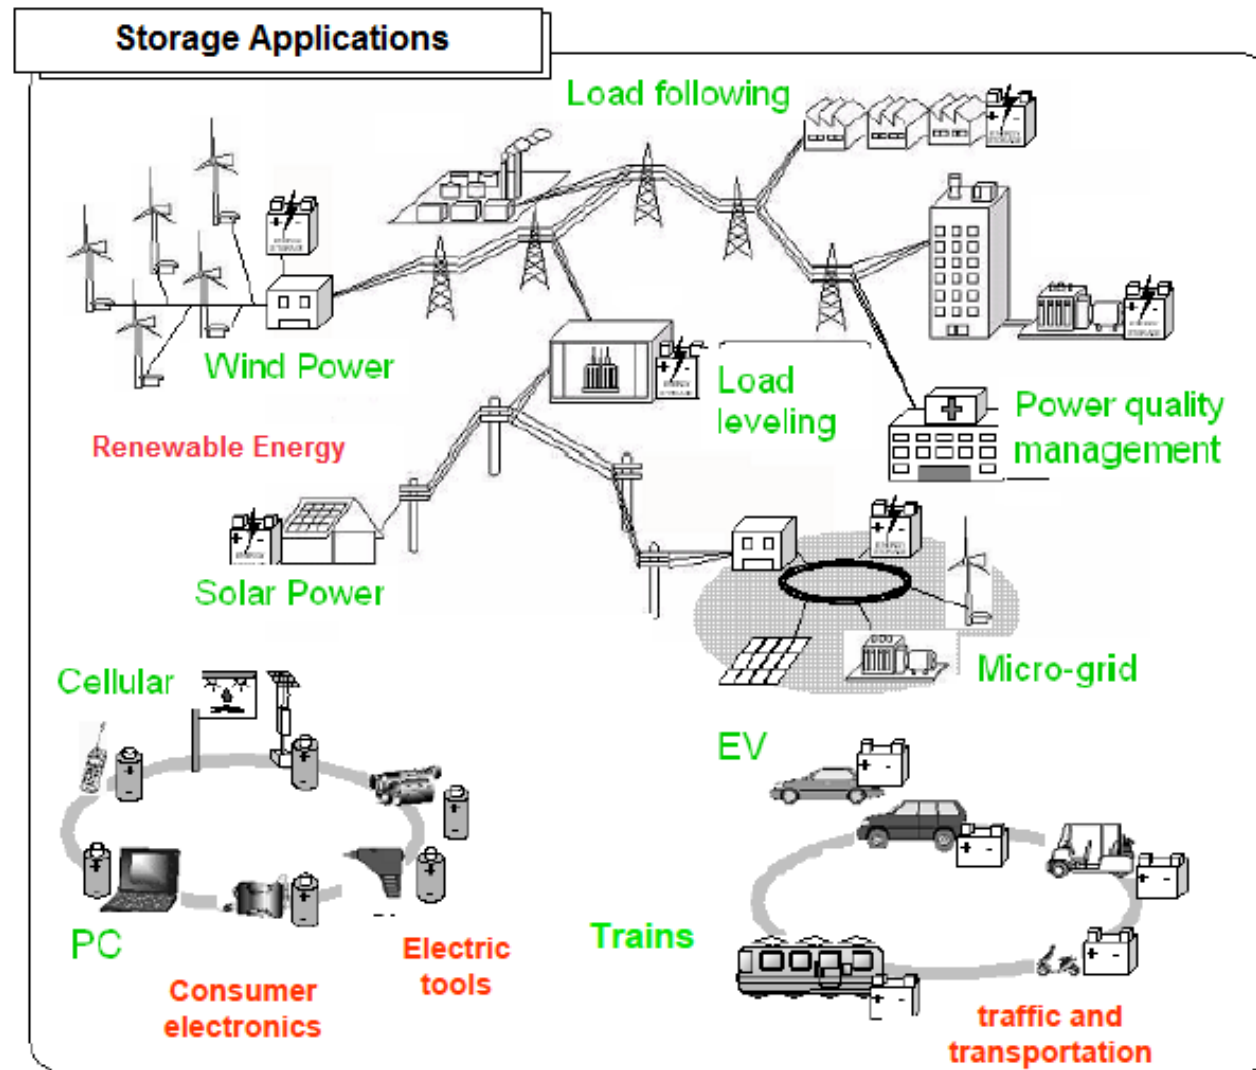 Storage Applications
Load following
Wind Power
Load
leveling
Power quality
management
Renewable Energy
Solar Power
Micro-grid
Cellular
EV
PC
Electric
tools
Consumer
electronics
Trains
traffic and
transportation